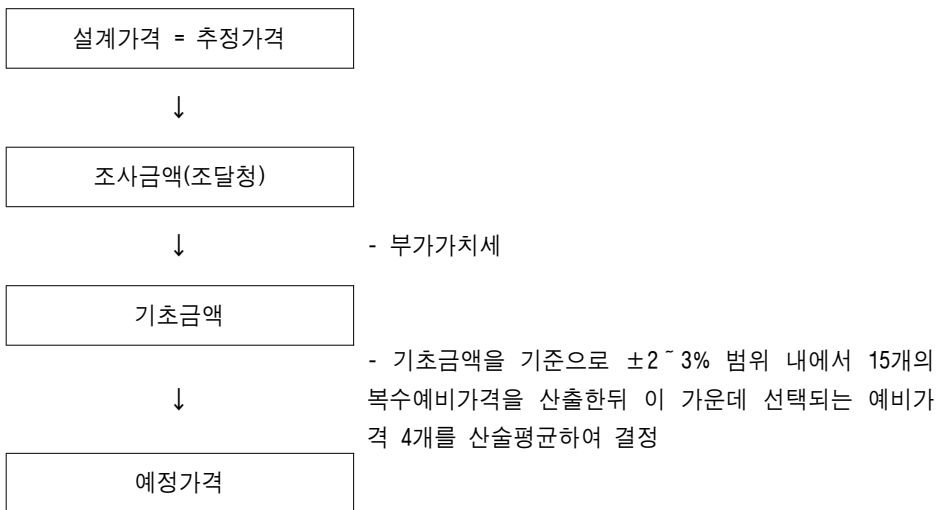 설계가격 = 추정가격
↓
조사금액(조달청)
↓ - 부가가치세
기초금액
- 기초금액을 기준으로 ±2~3% 범위 내에서 15개의
↓ 복수예비가격을 산출한뒤 이 가운데 선택되는 예비가
격 4개를 산술평균하여 결정
예정가격